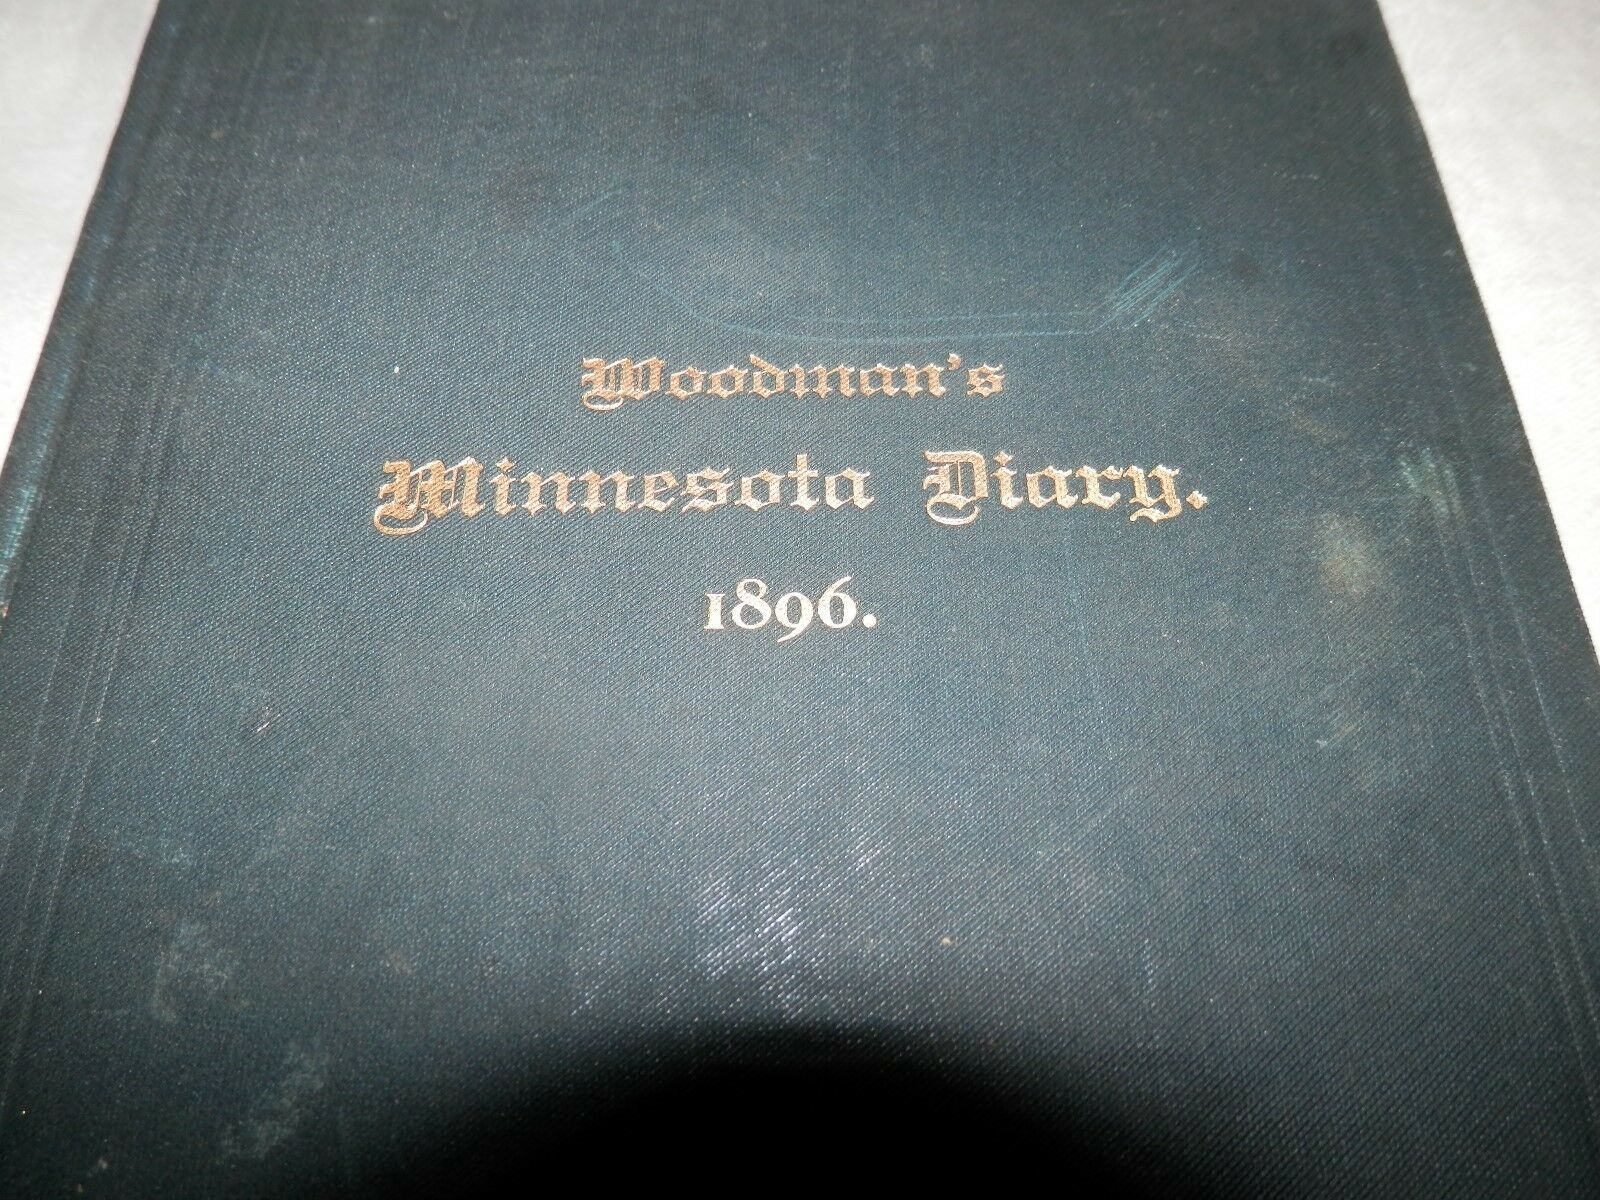 Woodman's
Minnesota Diary.
1896.